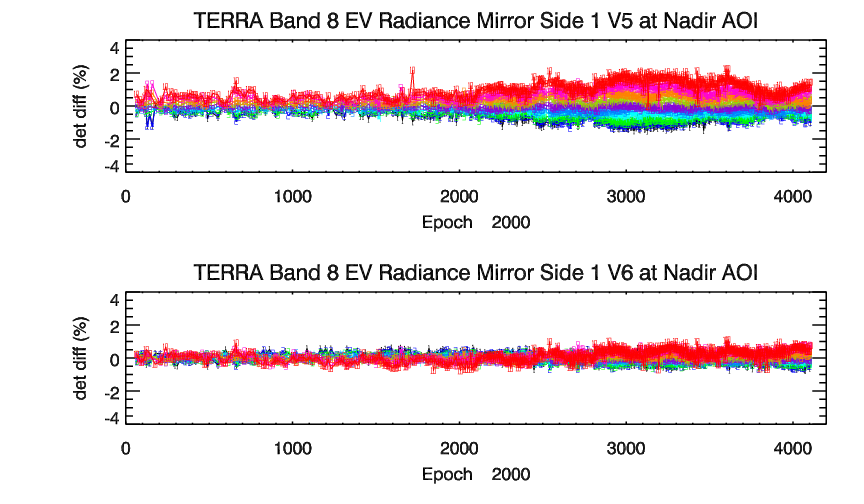 TERRA Band 8 EV Radiance Mirror Side 1 V5 at Nadir AOI
4
2
0
-2
-4
det diff (%)
0 1000 2000 3000 4000
Epoch 2000
TERRA Band 8 EV Radiance Mirror Side 1 V6 at Nadir AOI
4
2
0
-2
-4
det diff (%)
0 1000 2000 3000 4000
Epoch 2000